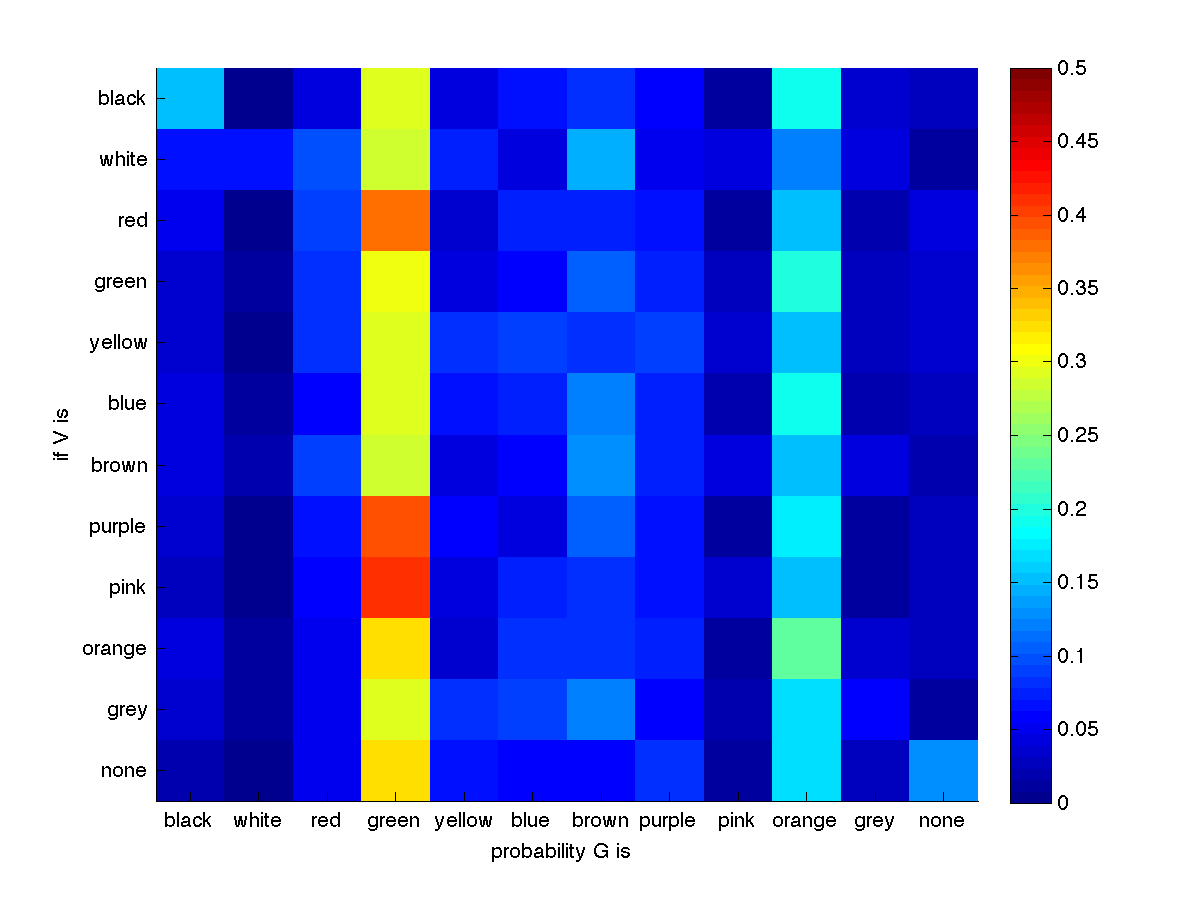 black
white
red
green
yellow
blue
brown
purple
pink
orange
grey
none
if V is
black white red green yellow blue brown purple pink orange grey none
probability G is
0.5
0.45
0.4
0.35
0.3
0.25
0.2
0.15
0.1
0.05
0